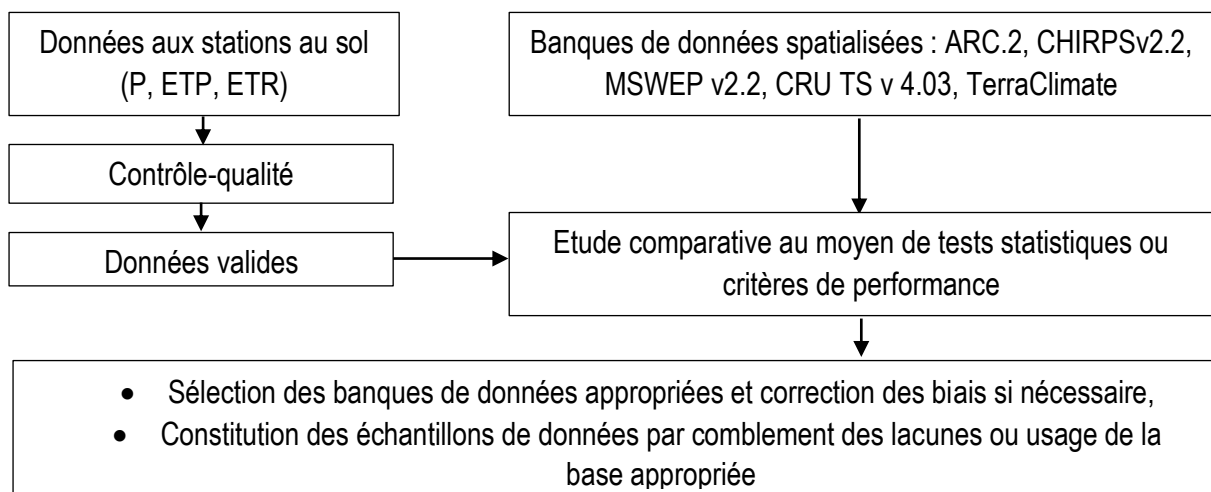 Données aux stations au sol
(P, ETP, ETR)
Banques de données spatialisées : ARC.2, CHIRPSv2.2,
MSWEP v2.2, CRU TS v 4.03, TerraClimate
Contrôle-qualité
Données valides
Etude comparative au moyen de tests statistiques ou
critères de performance
• Sélection des banques de données appropriées et correction des biais si nécessaire,
• Constitution des échantillons de données par comblement des lacunes ou usage de la
base appropriée